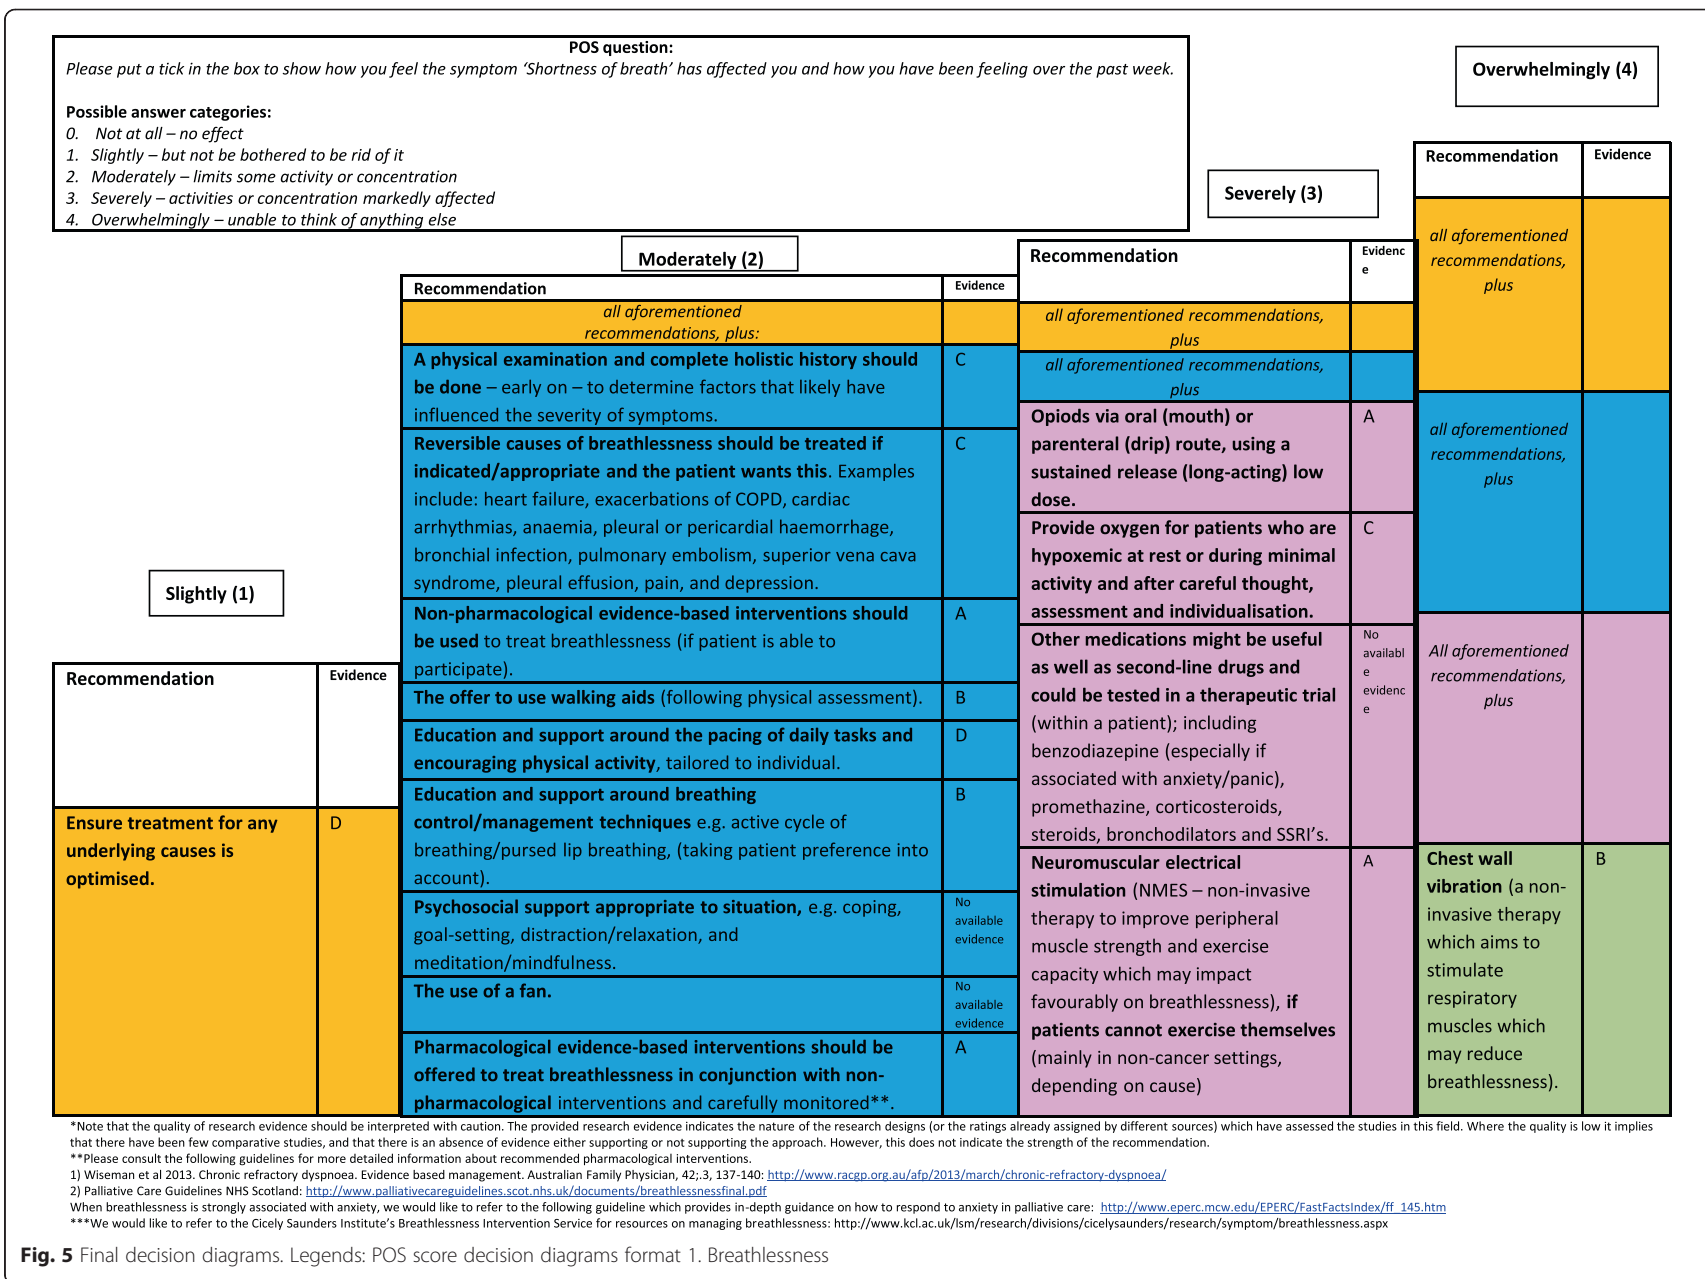 POS question:
Please put a tick in the box to show how you feel the symptom ‘Shortness of breath’ has affected you and how you have been feeling over the past week.
Possible answer categories:
0. Not at all – no effect
1. Slightly – but not be bothered to be rid of it
2. Moderately – limits some activity or concentration
3. Severely – activities or concentration markedly affected
4. Overwhelmingly – unable to think of anything else
Slightly (1)
Recommendation
Evidence
Ensure treatment for any
underlying causes is
optimised.
D
Moderately (2)
Recommendation
Evidence
all aforementioned
recommendations, plus:
A physical examination and complete holistic history should
be done – early on – to determine factors that likely have
influenced the severity of symptoms.
C
Reversible causes of breathlessness should be treated if
indicated/appropriate and the patient wants this. Examples
include: heart failure, exacerbations of COPD, cardiac
arrhythmias, anaemia, pleural or pericardial haemorrhage,
bronchial infection, pulmonary embolism, superior vena cava
syndrome, pleural effusion, pain, and depression.
C
Non-pharmacological evidence-based interventions should
be used to treat breathlessness (if patient is able to
participate).
A
The offer to use walking aids (following physical assessment).
B
Education and support around the pacing of daily tasks and
encouraging physical activity, tailored to individual.
D
Education and support around breathing
control/management techniques e.g. active cycle of
breathing/pursed lip breathing, (taking patient preference into
account).
B
Psychosocial support appropriate to situation, e.g. coping,
goal-setting, distraction/relaxation, and
meditation/mindfulness.
No
available
evidence
The use of a fan.
No
available
evidence
Pharmacological evidence-based interventions should be
offered to treat breathlessness in conjunction with non-
pharmacological interventions and carefully monitored**.
A
Severely (3)
Recommendation
Evidenc
e
all aforementioned recommendations,
plus
all aforementioned recommendations,
plus
Opiods via oral (mouth) or
parenteral (drip) route, using a
sustained release (long-acting) low
dose.
A
Provide oxygen for patients who are
hypoxemic at rest or during minimal
activity and after careful thought,
assessment and individualisation.
C
Other medications might be useful
as well as second-line drugs and
could be tested in a therapeutic trial
(within a patient); including
benzodiazepine (especially if
associated with anxiety/panic),
promethazine, corticosteroids,
steroids, bronchodilators and SSRI’s.
No
availabl
e
evidenc
e
Neuromuscular electrical
stimulation (NMES – non-invasive
therapy to improve peripheral
muscle strength and exercise
capacity which may impact
favourably on breathlessness), if
patients cannot exercise themselves
(mainly in non-cancer settings,
depending on cause)
A
Overwhelmingly (4)
Recommendation
Evidence
all aforementioned
recommendations,
plus
all aforementioned
recommendations,
plus
All aforementioned
recommendations,
plus
Chest wall
vibration (a non-
invasive therapy
which aims to
stimulate
respiratory
muscles which
may reduce
breathlessness).
B
*Note that the quality of research evidence should be interpreted with caution. The provided research evidence indicates the nature of the research designs (or the ratings already assigned by different sources) which have assessed the studies in this field. Where the quality is low it implies
that there have been few comparative studies, and that there is an absence of evidence either supporting or not supporting the approach. However, this does not indicate the strength of the recommendation.
**Please consult the following guidelines for more detailed information about recommended pharmacological interventions.
1) Wiseman et al 2013. Chronic refractory dyspnoea. Evidence based management. Australian Family Physician, 42;.3, 137-140: http://www.racgp.org.au/afp/2013/march/chronic-refractory-dyspnoea/
2) Palliative Care Guidelines NHS Scotland: http://www.palliativecareguidelines.scot.nhs.uk/documents/breathlessnessfinal.pdf
When breathlessness is strongly associated with anxiety, we would like to refer to the following guideline which provides in-depth guidance on how to respond to anxiety in palliative care: http://www.eperc.mcw.edu/EPERC/FastFactsIndex/ff_145.htm
***We would like to refer to the Cicely Saunders Institute’s Breathlessness Intervention Service for resources on managing breathlessness: http://www.kcl.ac.uk/lsm/research/divisions/cicelysaunders/research/symptom/breathlessness.aspx
Fig. 5 Final decision diagrams. Legends: POS score decision diagrams format 1. Breathlessness